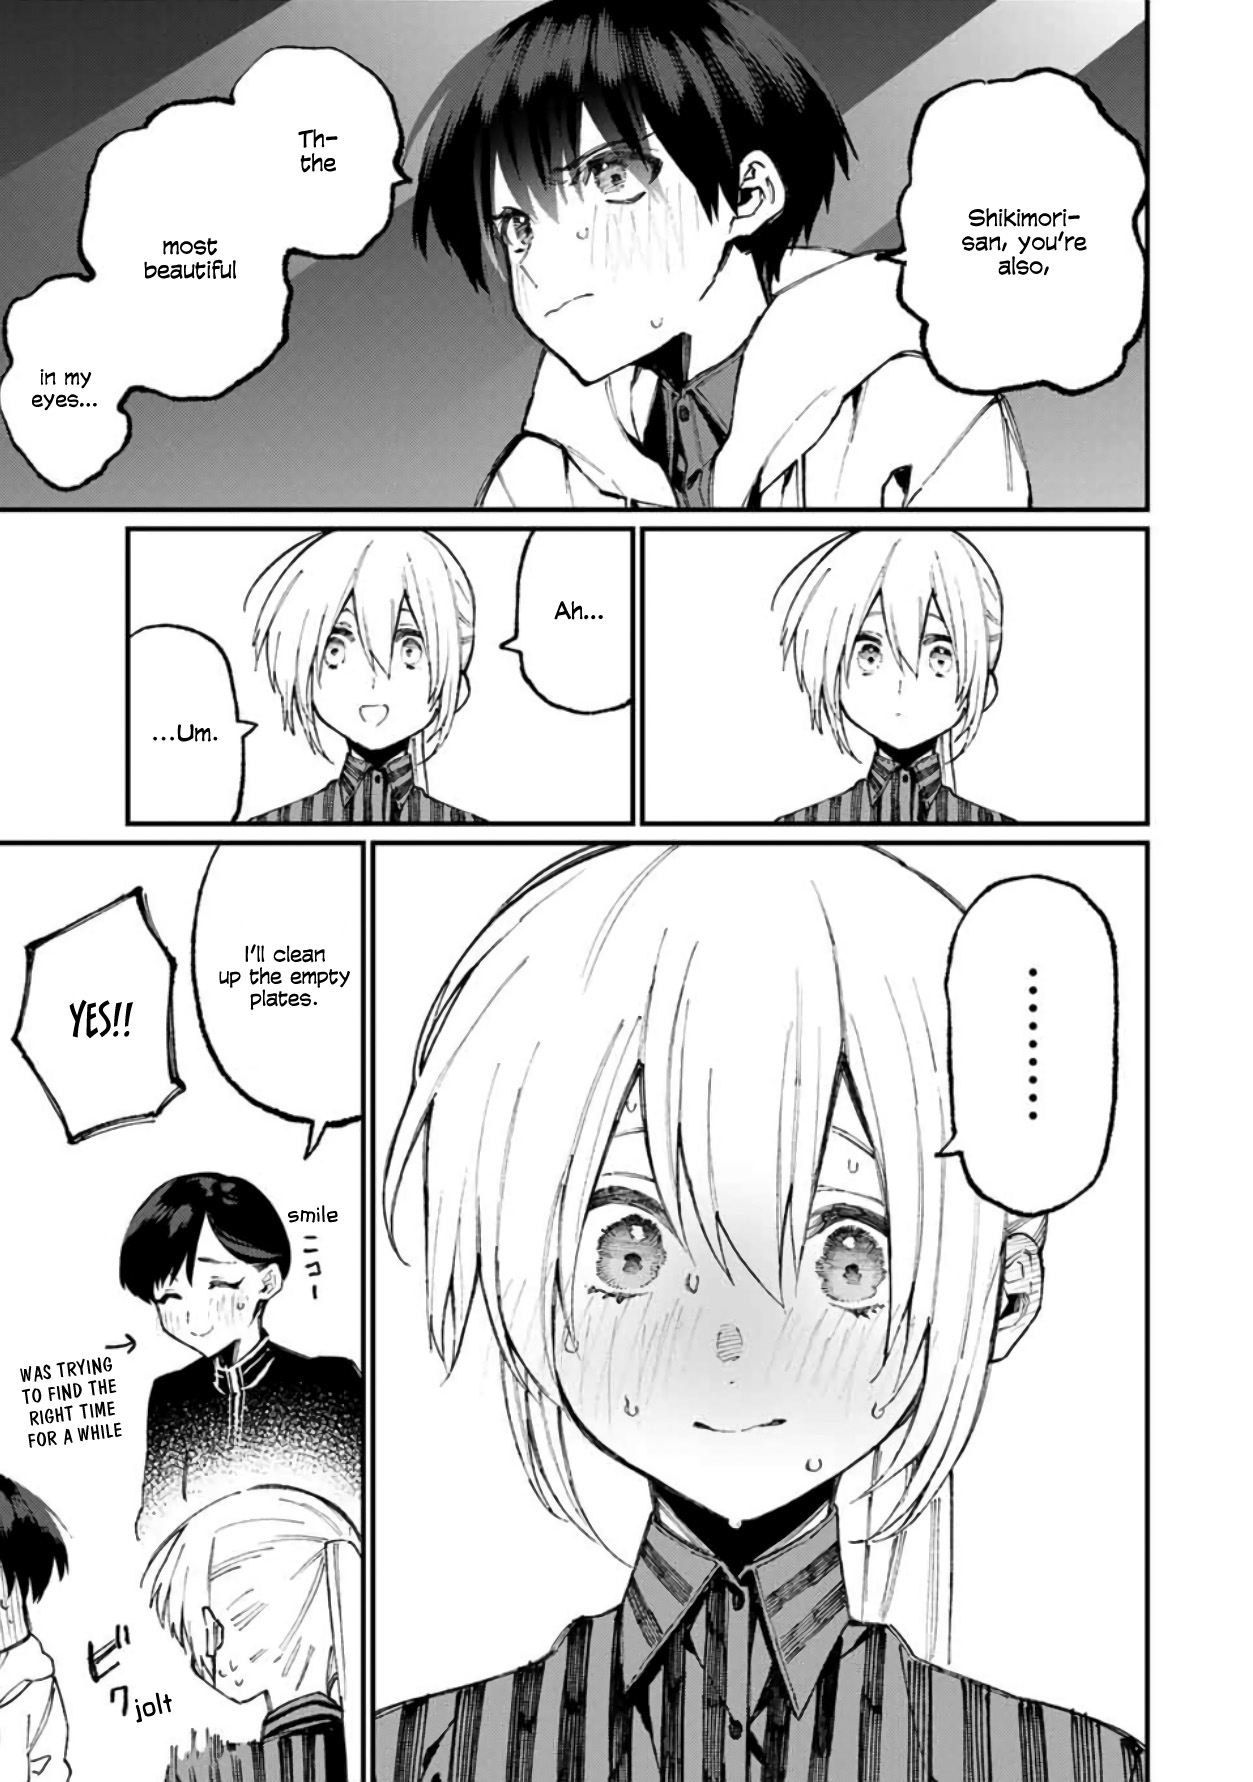 Shikimori-
san, you're
also,
Th-
the
most
beautiful
in my
eyes...
Ah...
...Um.
.........
I'll clean
up the empty
plates.
YES!!
smile
ニコー
WAS TRYING
TO FIND THE
RIGHT TIME
FOR A WHILE
ビク
jolt